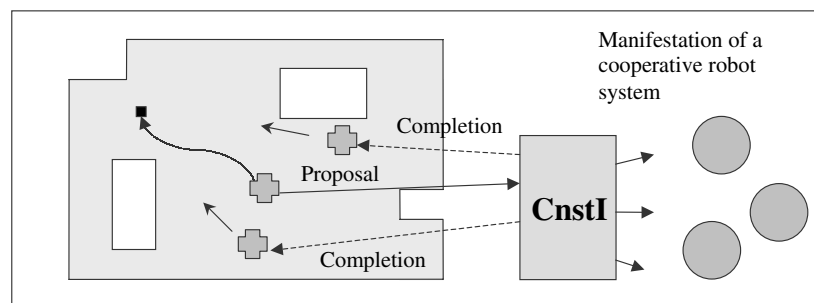 Manifestation of a
cooperative robot
system
Completion
Proposal
CnstI
Completion